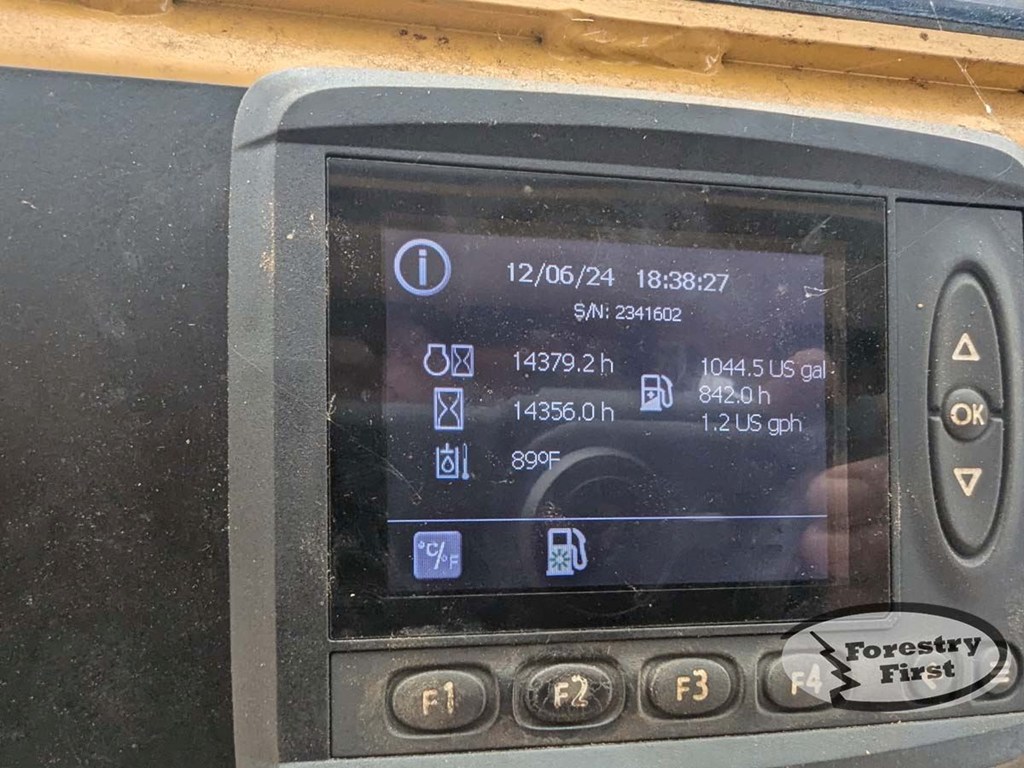 12/06/24 18:38:27
S/N: 2341602
14379.2 h
14356.0 h
89°F
1044.5 US gal
842.0 h
1.2 US gph
°C/°F
OK
F1
F2
F3
F4
Forestry
First